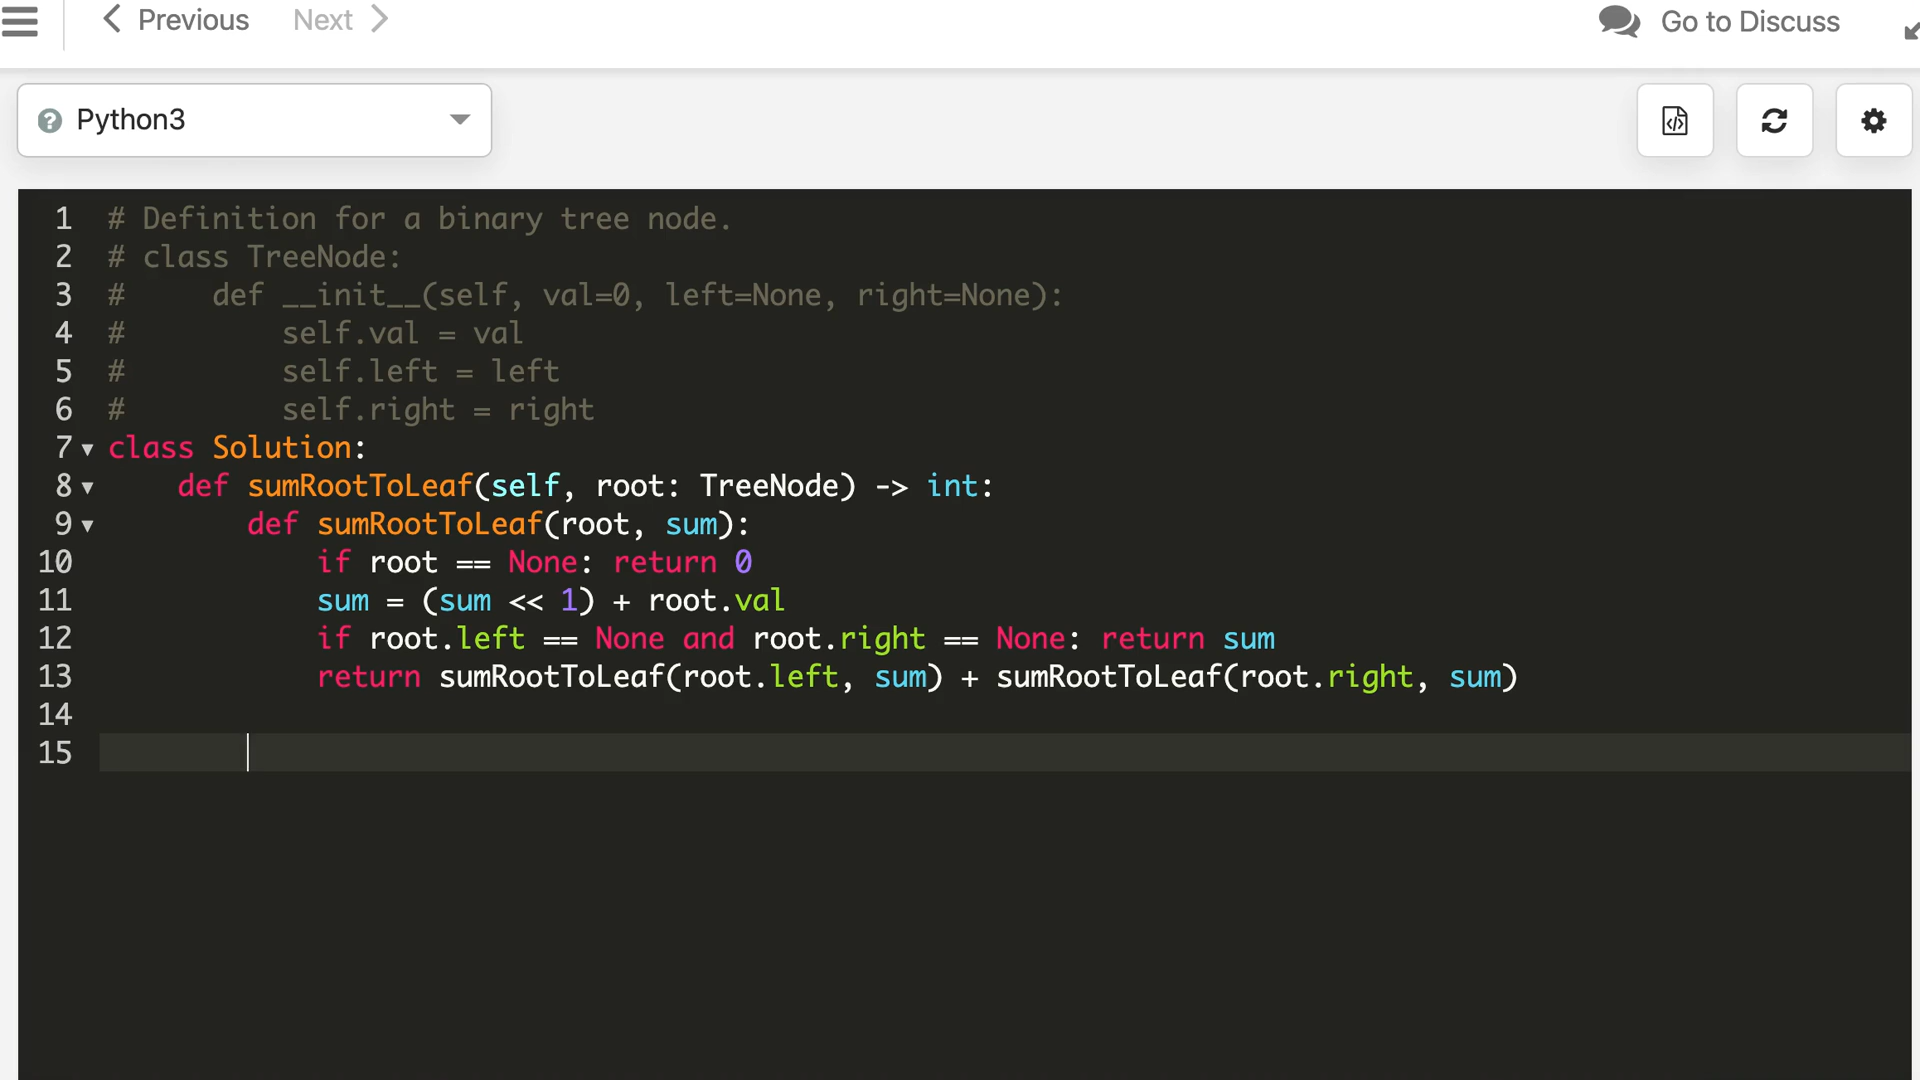 Previous Next Go to Discuss
Python3
1 # Definition for a binary tree node.
2 # class TreeNode:
3 #     def __init__(self, val=0, left=None, right=None):
4 #         self.val = val
5 #         self.left = left
6 #         self.right = right
7 class Solution:
8     def sumRootToLeaf(self, root: TreeNode) -> int:
9         def sumRootToLeaf(root, sum):
10             if root == None: return 0
11             sum = (sum << 1) + root.val
12             if root.left == None and root.right == None: return sum
13             return sumRootToLeaf(root.left, sum) + sumRootToLeaf(root.right, sum)
14
15